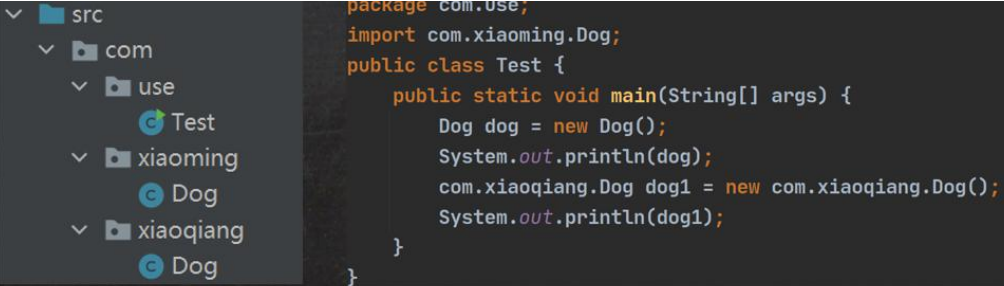 src
com
use
Test
xiaoming
Dog
xiaoqiang
Dog
package com.use;
import com.xiaoming.Dog;
public class Test {
public static void main(String[] args) {
Dog dog = new Dog();
System.out.println(dog);
com.xiaoqiang.Dog dog1 = new com.xiaoqiang.Dog();
System.out.println(dog1);
}
}